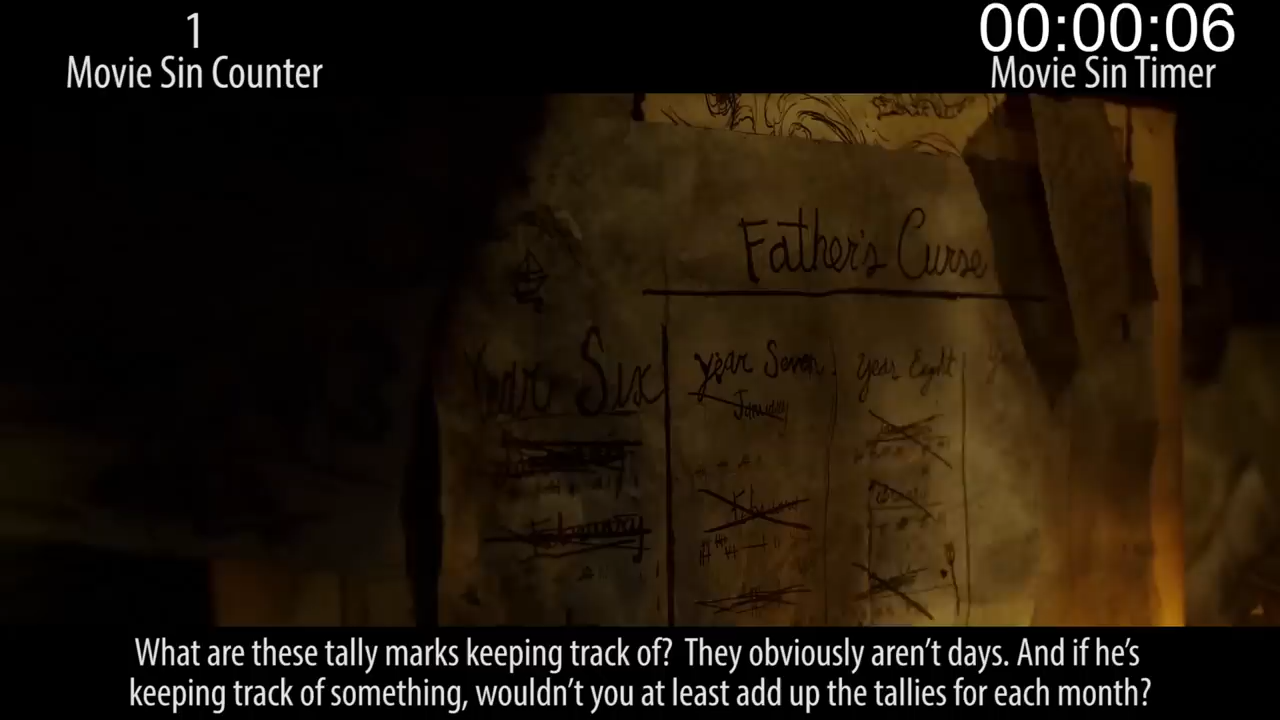 1
Movie Sin Counter
00:00:06
Movie Sin Timer
Father's Curse
Year Six
Year Seven
Year Eight
January
February
February
What are these tally marks keeping track of? They obviously aren't days. And if he's
keeping track of something, wouldn't you at least add up the tallies for each month?